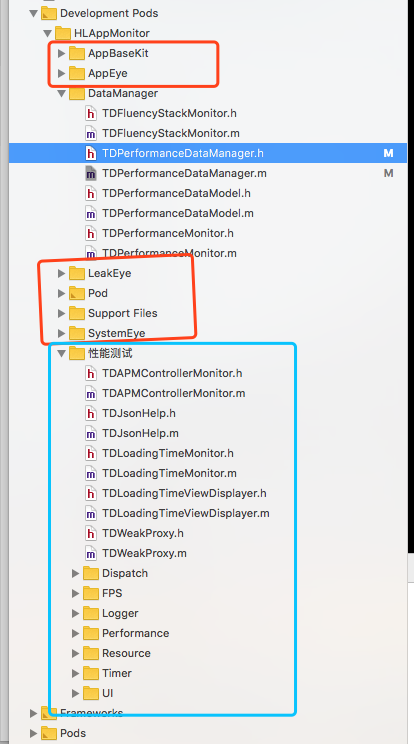 Development Pods
HLAppMonitor
AppBaseKit
AppEye
DataManager
h TDFluencyStackMonitor.h
m TDFluencyStackMonitor.m
h TDPerformanceDataManager.h M
m TDPerformanceDataManager.m M
h TDPerformanceDataModel.h
m TDPerformanceDataModel.m
h TDPerformanceMonitor.h
m TDPerformanceMonitor.m
LeakEye
Pod
Support Files
SystemEye
性能测试
h TDAPMControllerMonitor.h
m TDAPMControllerMonitor.m
h TDJsonHelp.h
m TDJsonHelp.m
h TDLoadingTimeMonitor.h
m TDLoadingTimeMonitor.m
h TDLoadingTimeViewDisplayer.h
m TDLoadingTimeViewDisplayer.m
h TDWeakProxy.h
m TDWeakProxy.m
Dispatch
FPS
Logger
Performance
Resource
Timer
UI
Frameworks
Pods